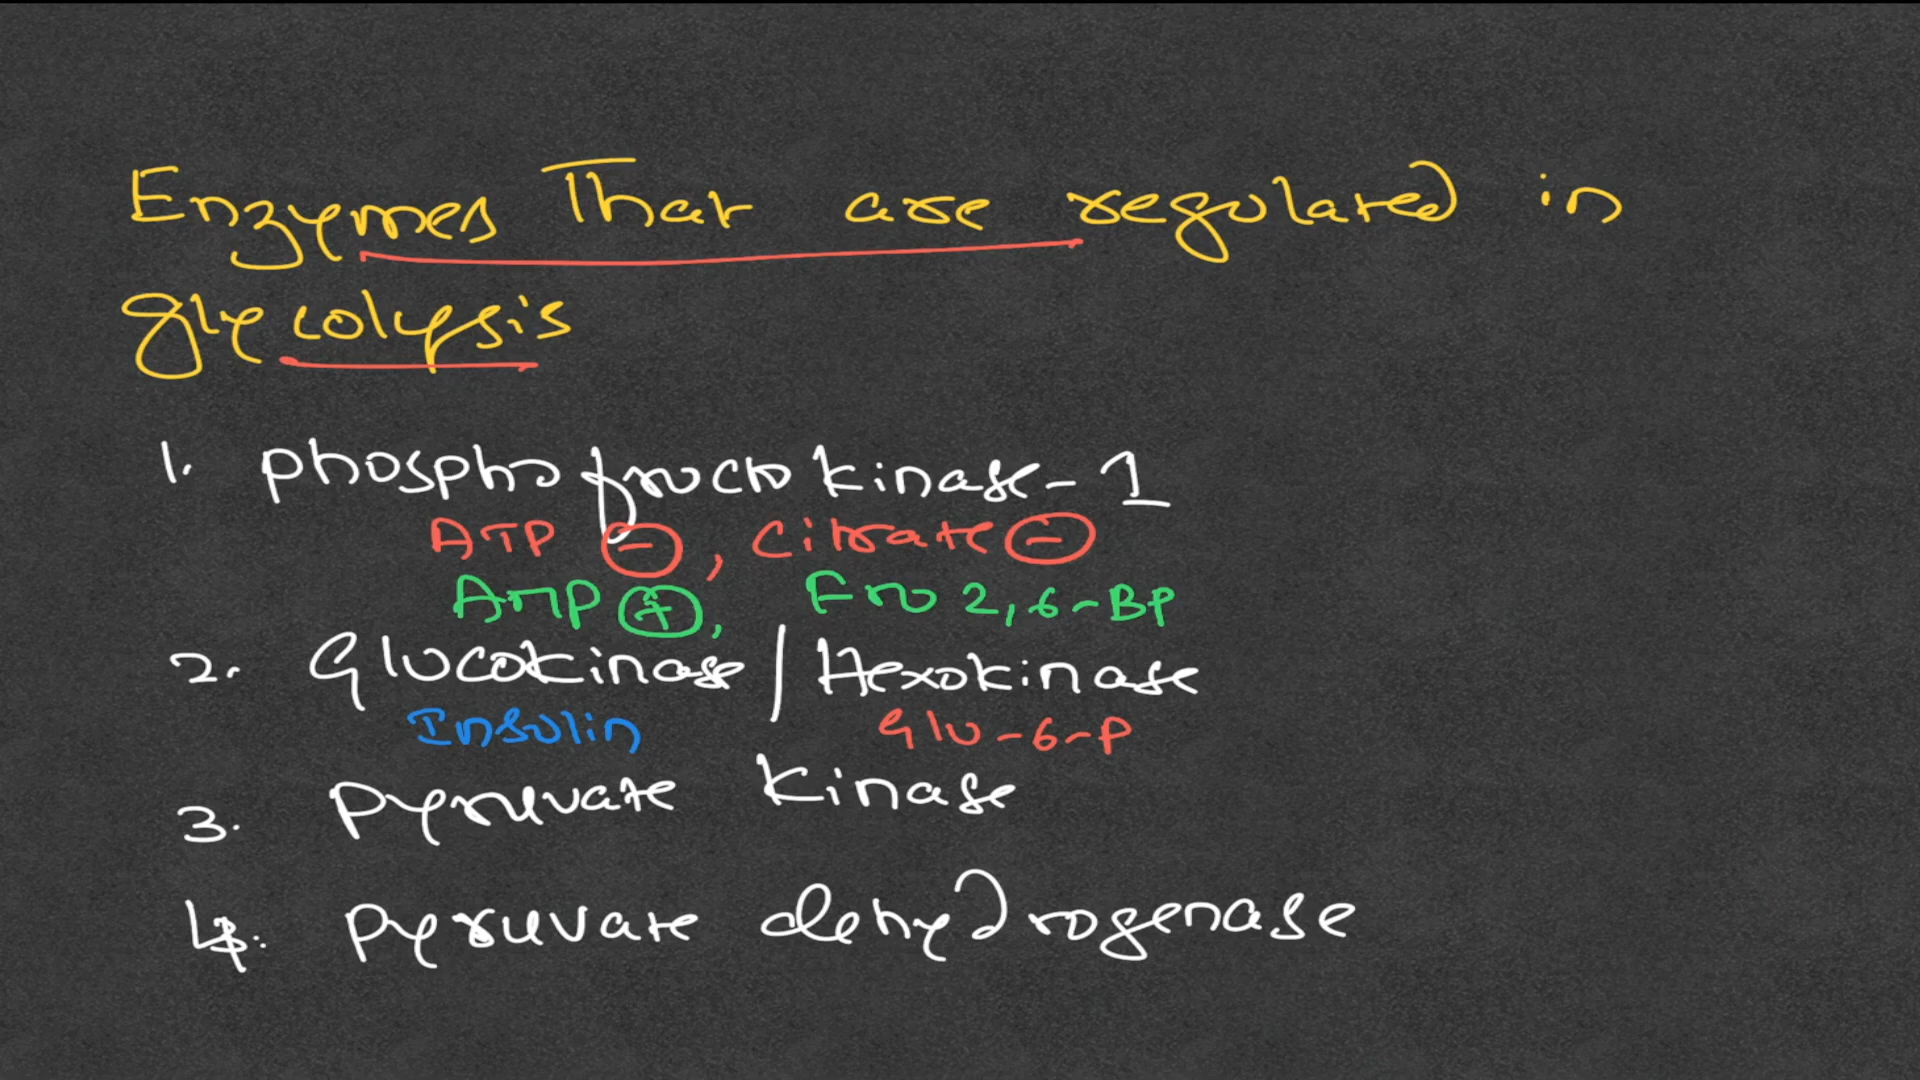 Enzymes That are regulated in
glycolysis
1. phosphofructokinase-1
ATP ⊖, Citrate ⊖
AMP ⊕, Fru 2,6-BP
2. Glucokinase / Hexokinase
Insulin Glu-6-P
3. Pyruvate kinase
4. Pyruvate dehydrogenase